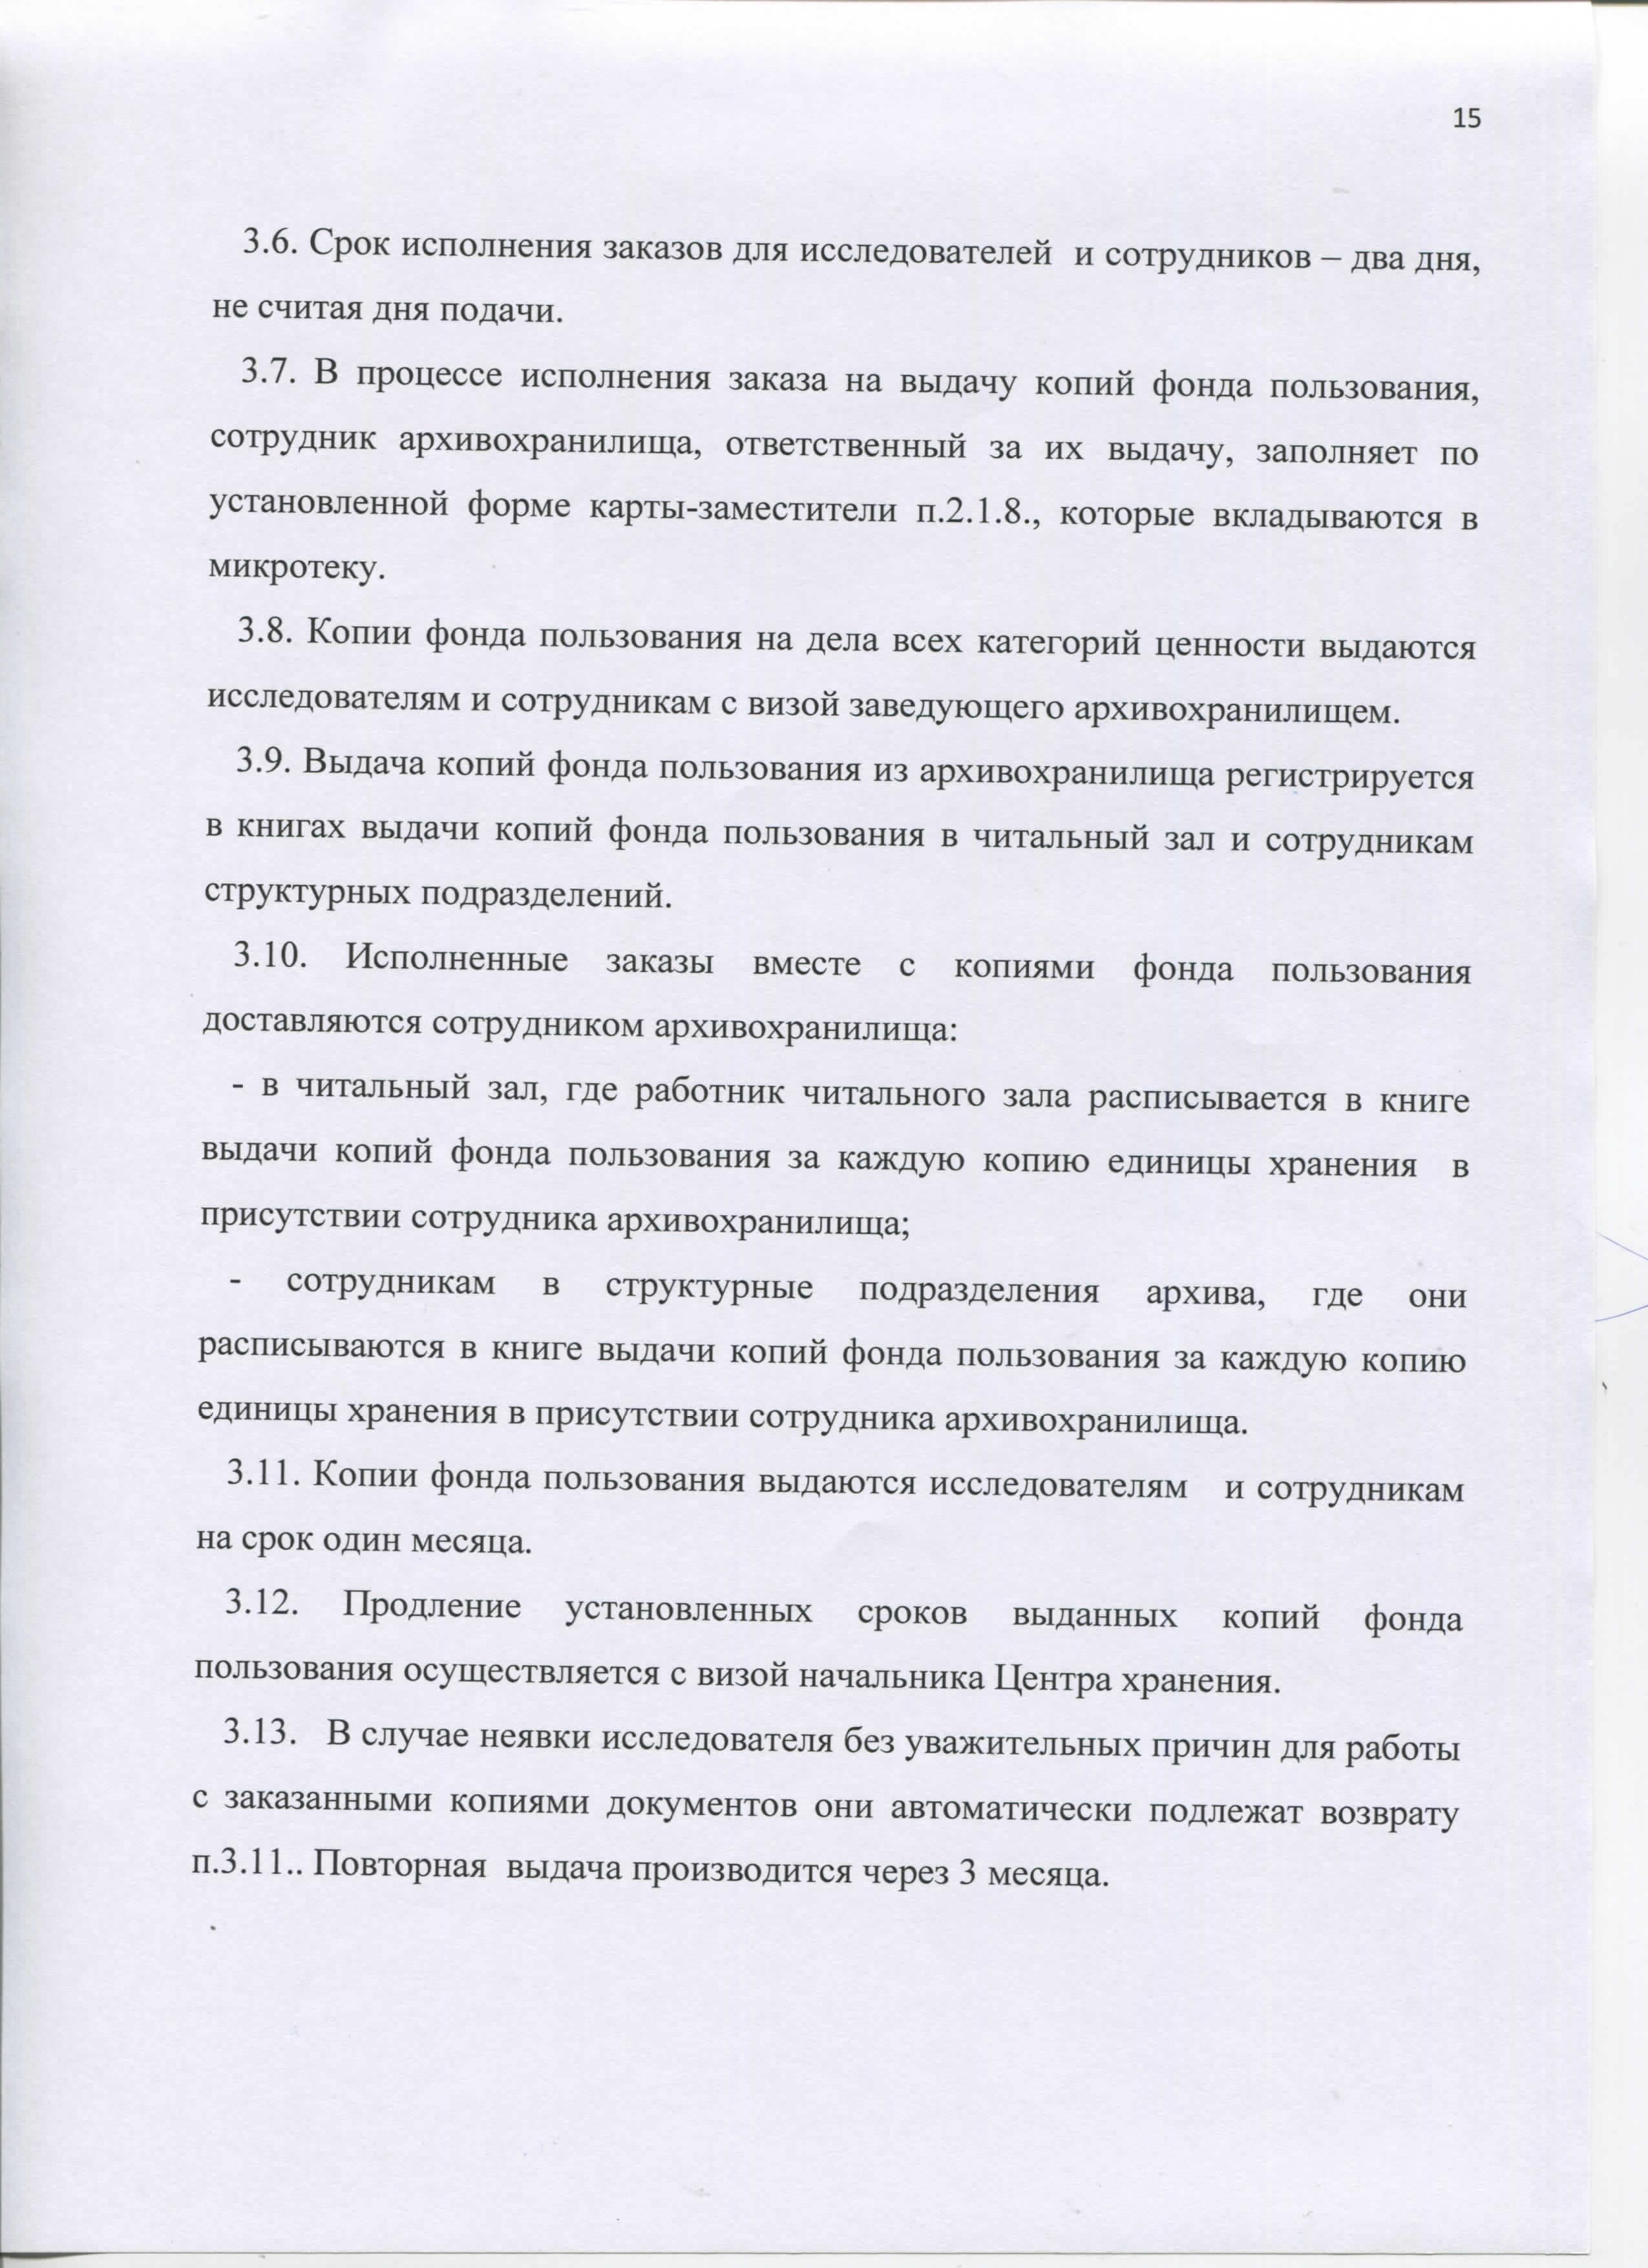 15
3.6. Срок исполнения заказов для исследователей и сотрудников – два дня,
не считая дня подачи.
3.7. В процессе исполнения заказа на выдачу копий фонда пользования,
сотрудник архивохранилища, ответственный за их выдачу, заполняет по
установленной форме карты-заместители п.2.1.8., которые вкладываются в
микротеку.
3.8. Копии фонда пользования на дела всех категорий ценности выдаются
исследователям и сотрудникам с визой заведующего архивохранилищем.
3.9. Выдача копий фонда пользования из архивохранилища регистрируется
в книгах выдачи копий фонда пользования в читальный зал и сотрудникам
структурных подразделений.
3.10. Исполненные заказы вместе с копиями фонда пользования
доставляются сотрудником архивохранилища:
- в читальный зал, где работник читального зала расписывается в книге
выдачи копий фонда пользования за каждую копию единицы хранения в
присутствии сотрудника архивохранилища;
- сотрудникам в структурные подразделения архива, где они
расписываются в книге выдачи копий фонда пользования за каждую копию
единицы хранения в присутствии сотрудника архивохранилища.
3.11. Копии фонда пользования выдаются исследователям и сотрудникам
на срок один месяца.
3.12. Продление установленных сроков выданных копий фонда
пользования осуществляется с визой начальника Центра хранения.
3.13. В случае неявки исследователя без уважительных причин для работы
с заказанными копиями документов они автоматически подлежат возврату
п.3.11.. Повторная выдача производится через 3 месяца.